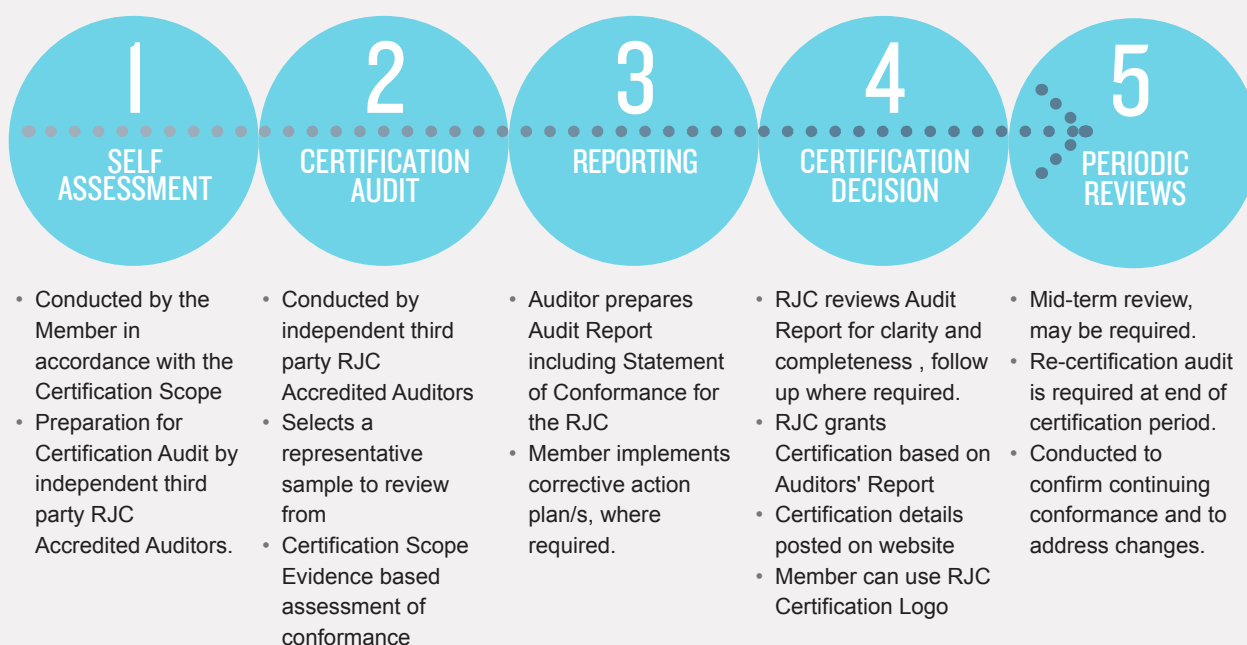 1
SELF
ASSESSMENT
• Conducted by the
Member in
accordance with the
Certification Scope
• Preparation for
Certification Audit by
independent third
party RJC
Accredited Auditors.
2
CERTIFICATION
AUDIT
• Conducted by
independent third
party RJC
Accredited Auditors
• Selects a
representative
sample to review
from
• Certification Scope
Evidence based
assessment of
conformance
3
REPORTING
• Auditor prepares
Audit Report
including Statement
of Conformance for
the RJC
• Member implements
corrective action
plan/s, where
required.
4
CERTIFICATION
DECISION
• RJC reviews Audit
Report for clarity and
completeness , follow
up where required.
• RJC grants
Certification based on
Auditors' Report
• Certification details
posted on website
• Member can use RJC
Certification Logo
5
PERIODIC
REVIEWS
• Mid-term review,
may be required.
• Re-certification audit
is required at end of
certification period.
• Conducted to
confirm continuing
conformance and to
address changes.